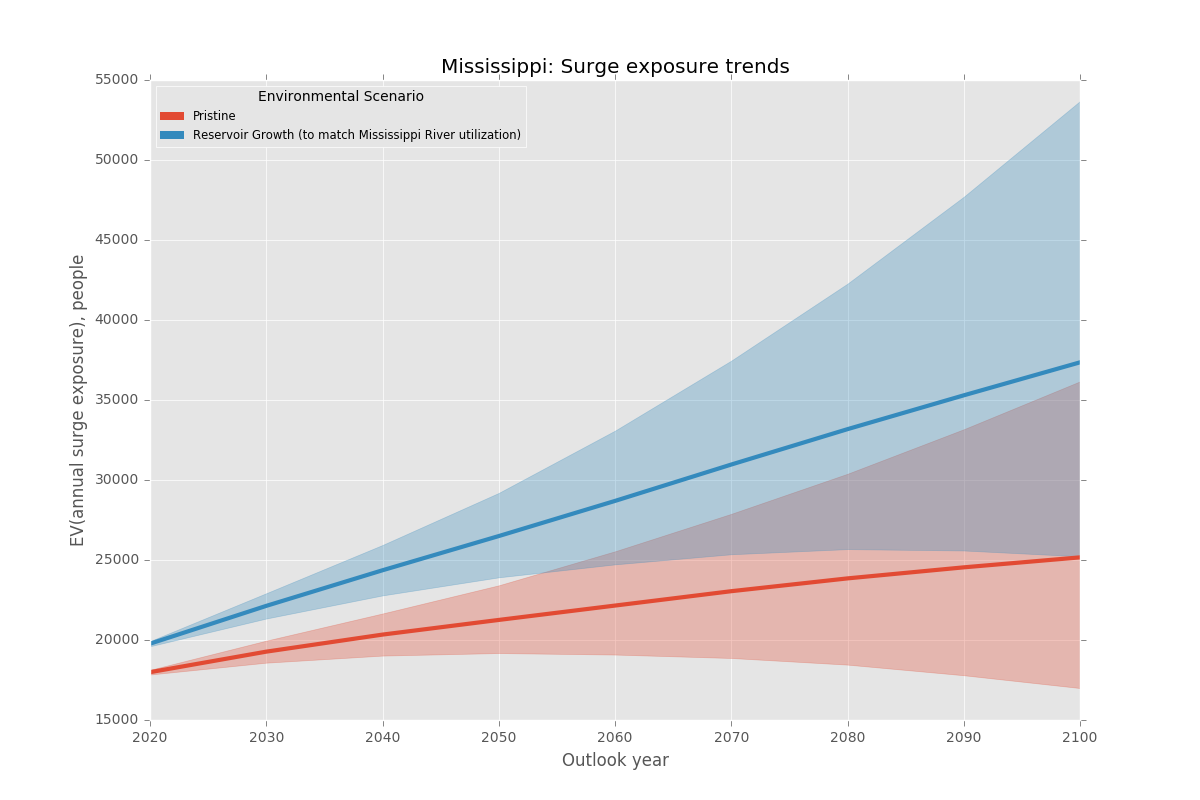 Mississippi: Surge exposure trends
55000
50000
45000
40000
35000
30000
25000
20000
15000
EV(annual surge exposure), people
Environmental Scenario
Pristine
Reservoir Growth (to match Mississippi River utilization)
2020 2030 2040 2050 2060 2070 2080 2090 2100
Outlook year